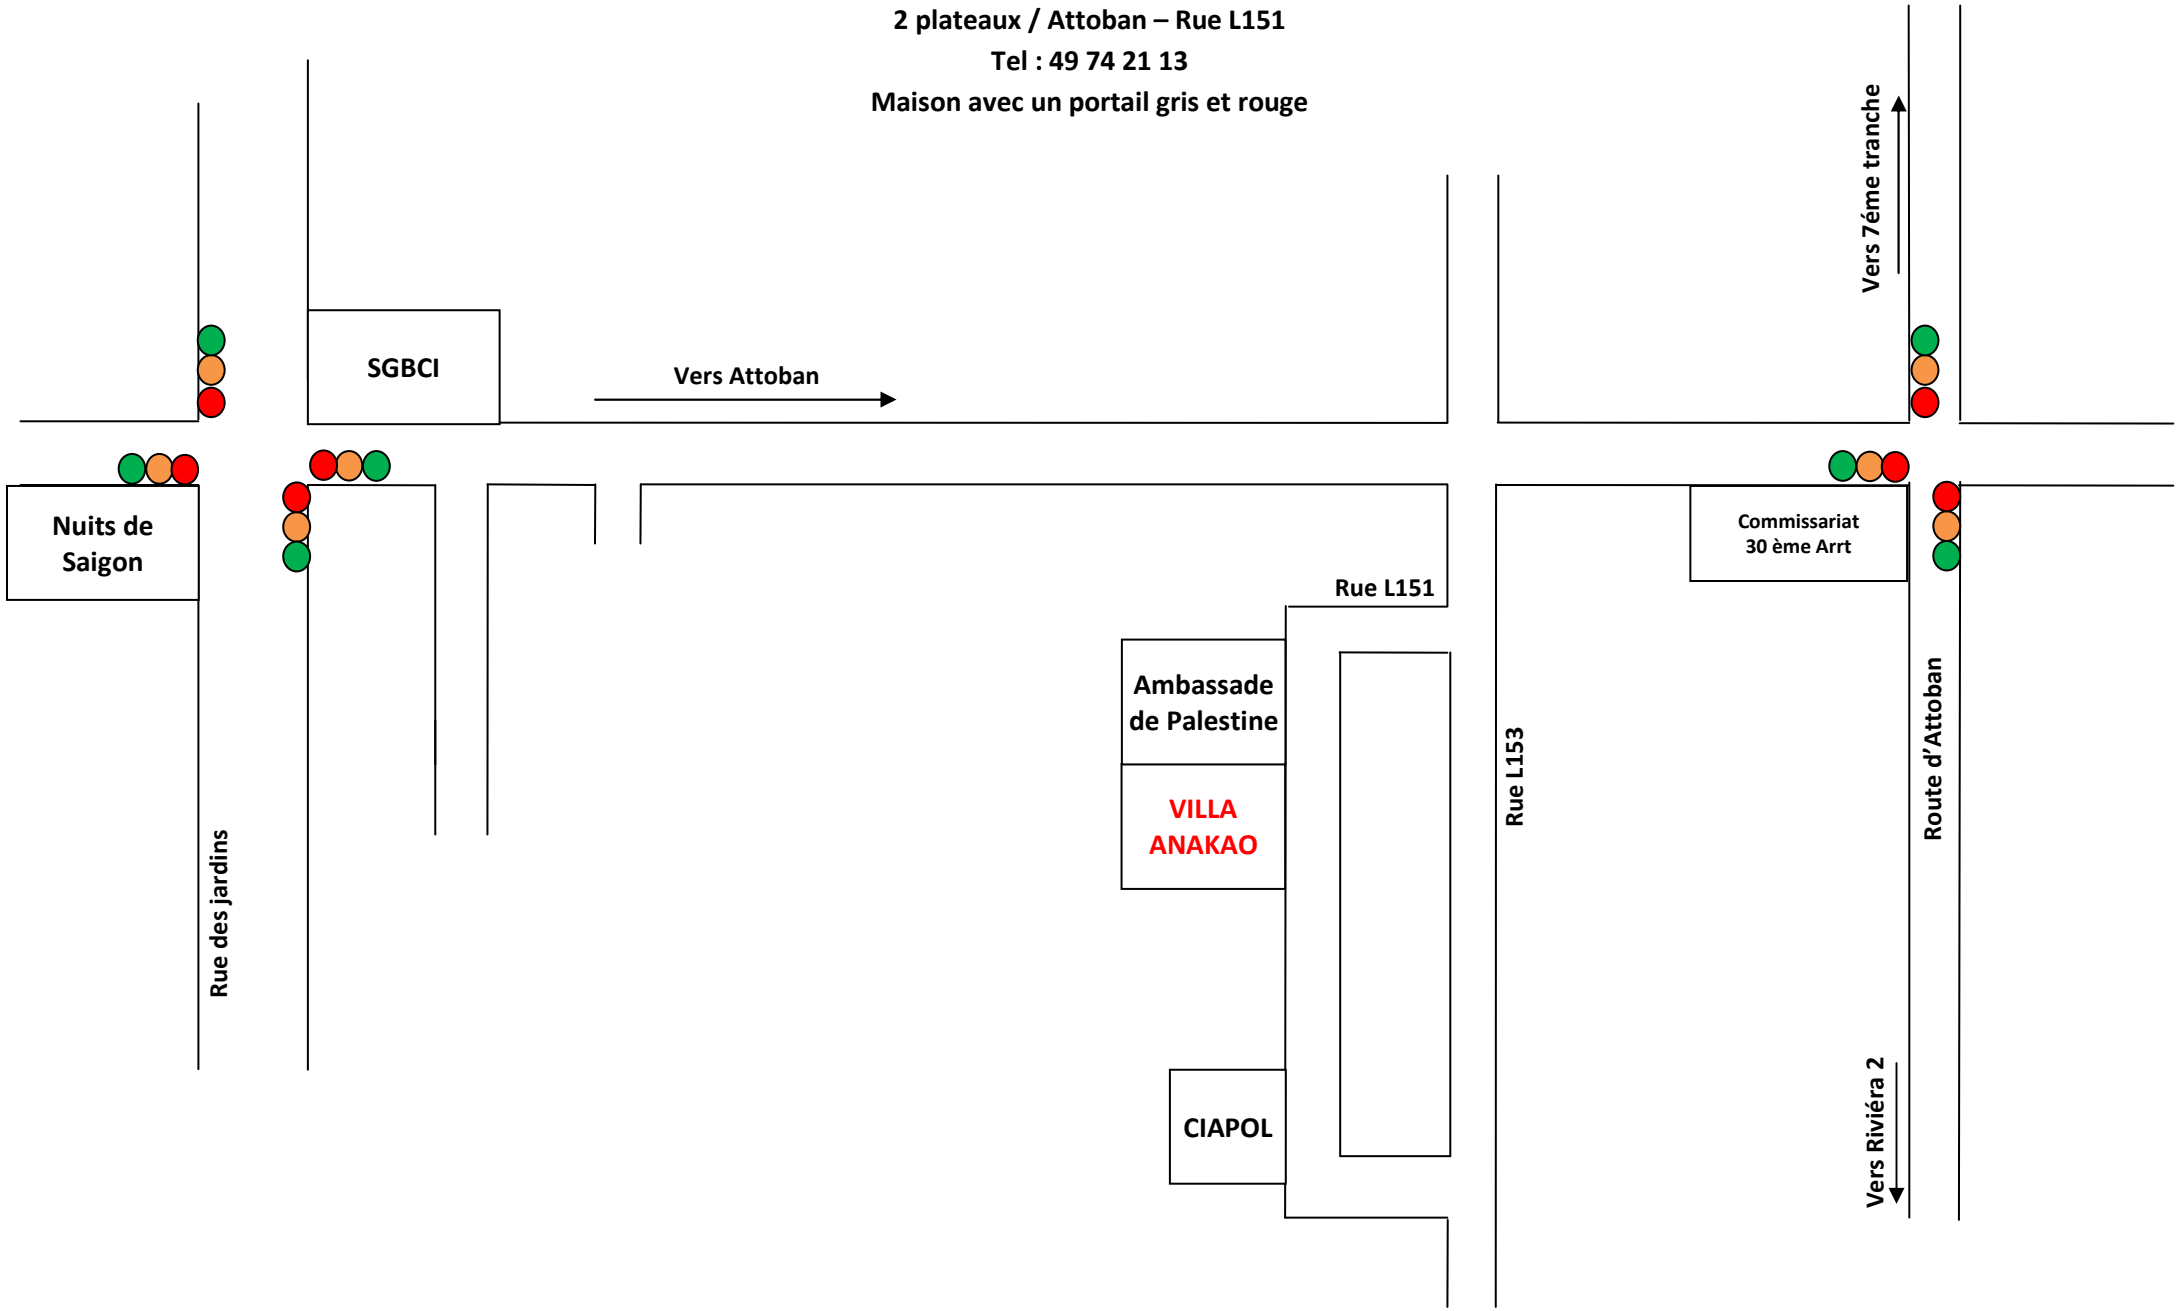 2 plateaux / Attoban – Rue L151
Tel : 49 74 21 13
Maison avec un portail gris et rouge
Vers 7éme tranche
SGBCI
Vers Attoban
Nuits de
Saigon
Commissariat
30 ème Arrt
Rue L151
Ambassade
de Palestine
VILLA
ANAKAO
Rue des jardins
Rue L153
Route d’Attoban
CIAPOL
Vers Riviéra 2